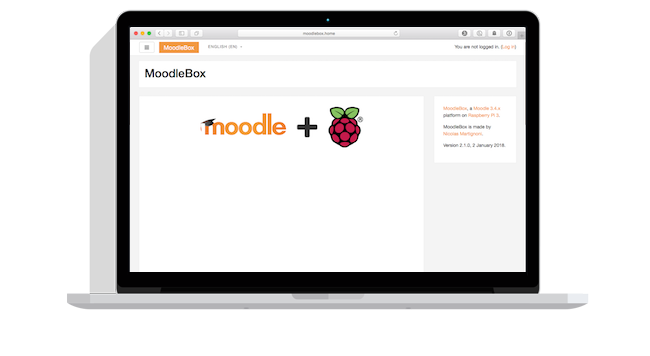 moodlebox.home
MoodleBox
ENGLISH (EN)
You are not logged in. (Log in)
MoodleBox
moodle
MoodleBox, a Moodle 3.4.x
platform on Raspberry Pi 3.
MoodleBox is made by
Nicolas Martignoni.
Version 2.1.0, 2 January 2018.